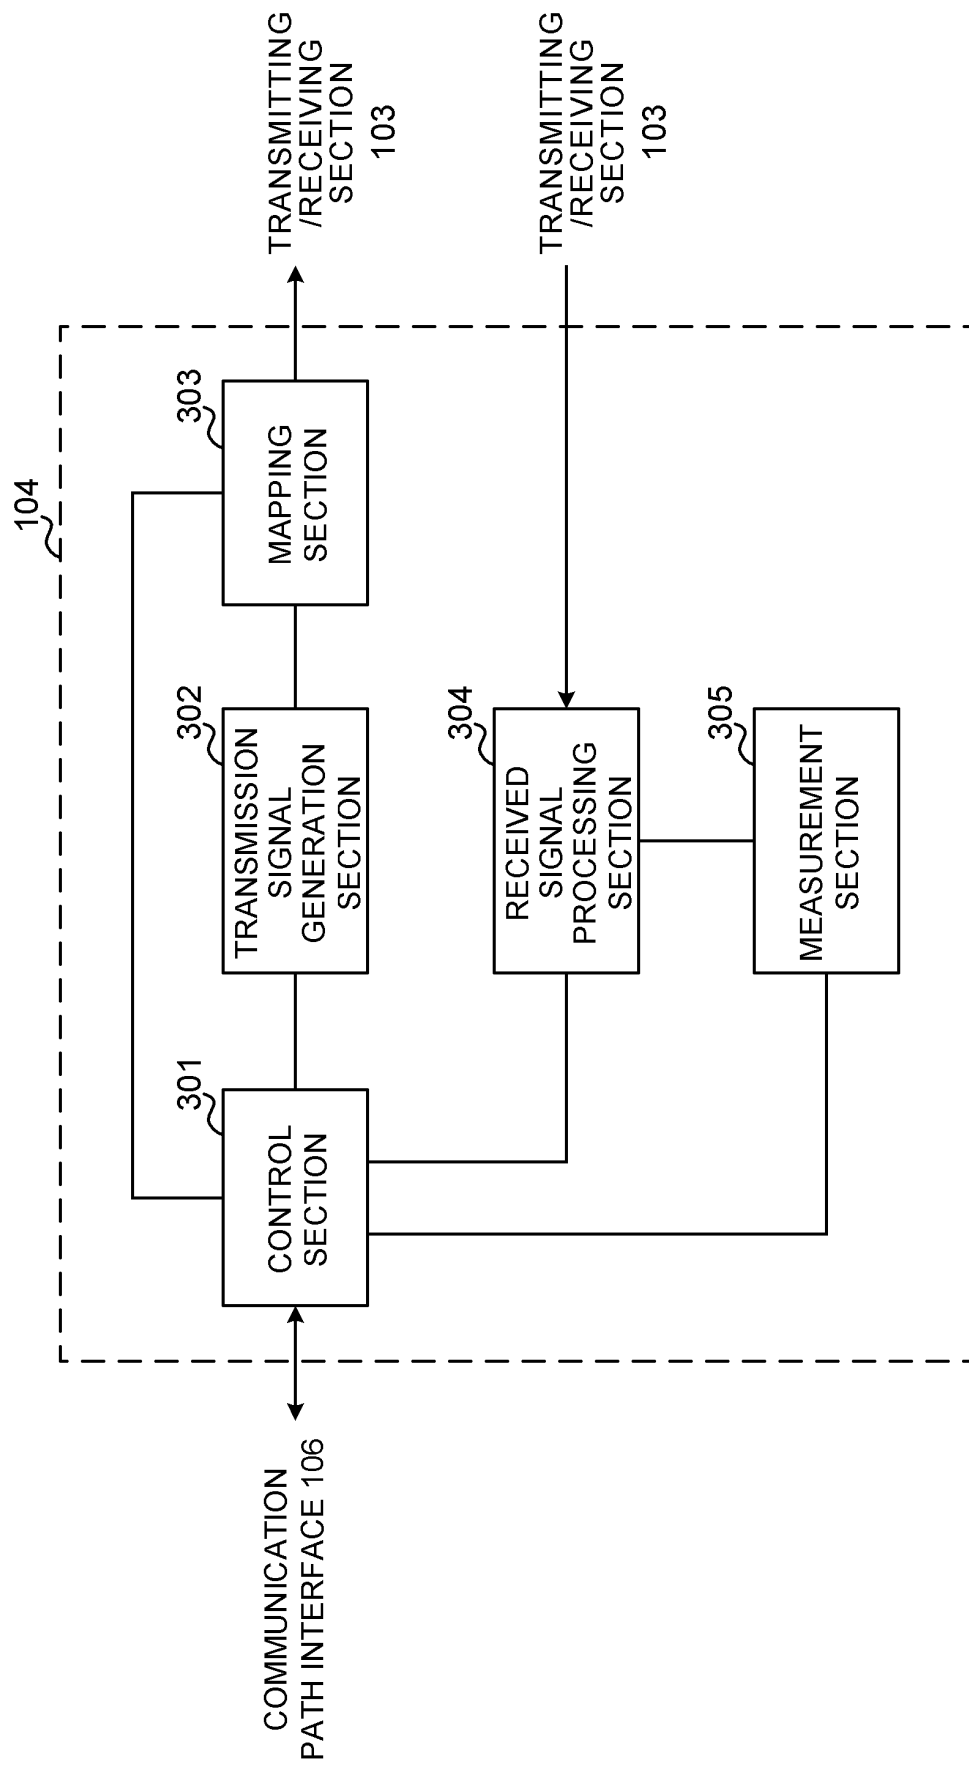 104
COMMUNICATION
PATH INTERFACE 106
301
CONTROL
SECTION
302
TRANSMISSION
SIGNAL
GENERATION
SECTION
303
MAPPING
SECTION
TRANSMITTING
/RECEIVING
SECTION
103
304
RECEIVED
SIGNAL
PROCESSING
SECTION
TRANSMITTING
/RECEIVING
SECTION
103
305
MEASUREMENT
SECTION